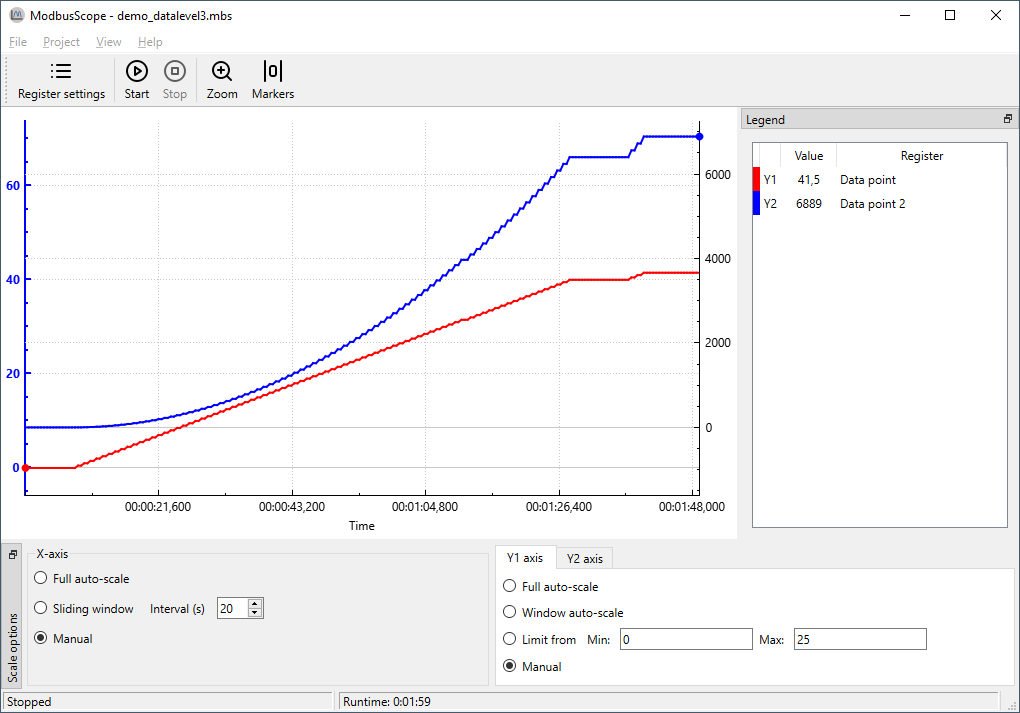 ModbusScope - demo_datalevel3.mbs
File Project View Help
Register settings Start Stop Zoom Markers
Legend
Value Register
Y1 41,5 Data point
Y2 6889 Data point 2
60
40
20
0
6000
4000
2000
0
00:00:21,600 00:00:43,200 00:01:04,800 00:01:26,400 00:01:48,000
Time
Scale options
X-axis
Full auto-scale
Sliding window Interval (s) 20
Manual
Y1 axis Y2 axis
Full auto-scale
Window auto-scale
Limit from Min: 0 Max: 25
Manual
Stopped Runtime: 0:01:59